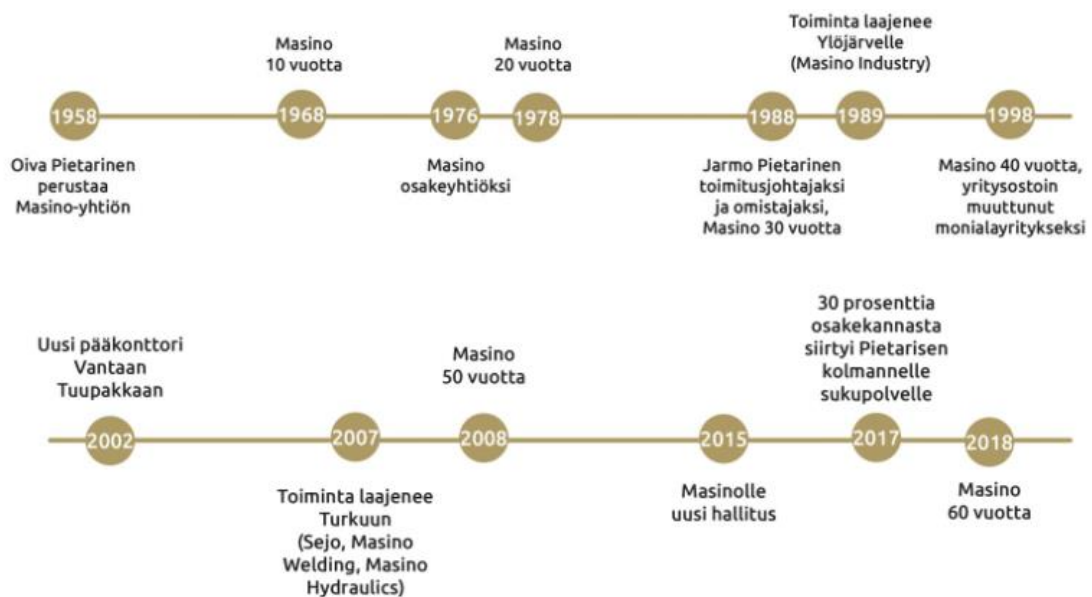 1958
Oiva Pietarinen
perustaa
Masino-yhtiön
Masino
10 vuotta
1968
1976
Masino
osakeyhtiöksi
Masino
20 vuotta
1978
1988
Jarmo Pietarinen
toimitusjohtajaksi
ja omistajaksi,
Masino 30 vuotta
Toiminta laajenee
Ylöjärvelle
(Masino Industry)
1989
1998
Masino 40 vuotta,
yritysostoin
muuttunut
monialayritykseksi
Uusi pääkonttori
Vantaan
Tuupakkaan
2002
2007
Toiminta laajenee
Turkuun
(Sejo, Masino
Welding, Masino
Hydraulics)
Masino
50 vuotta
2008
2015
Masinolle
uusi hallitus
30 prosenttia
osakekannasta
siirtyi Pietarisen
kolmannelle
sukupolvelle
2017
2018
Masino
60 vuotta